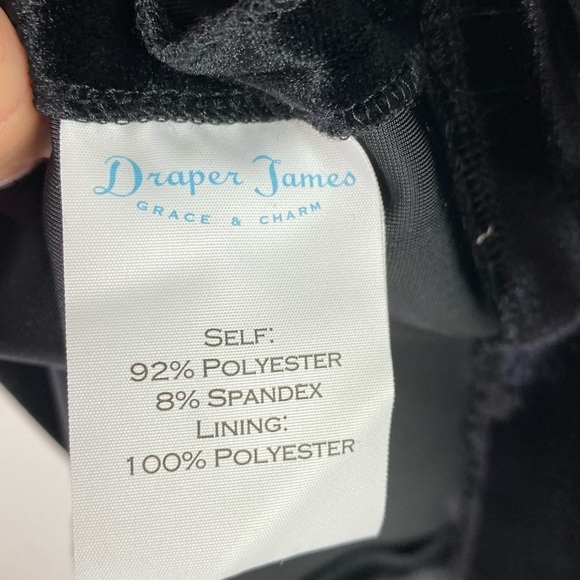 Draper James
GRACE & CHARM
SELF:
92% POLYESTER
8% SPANDEX
LINING:
100% POLYESTER